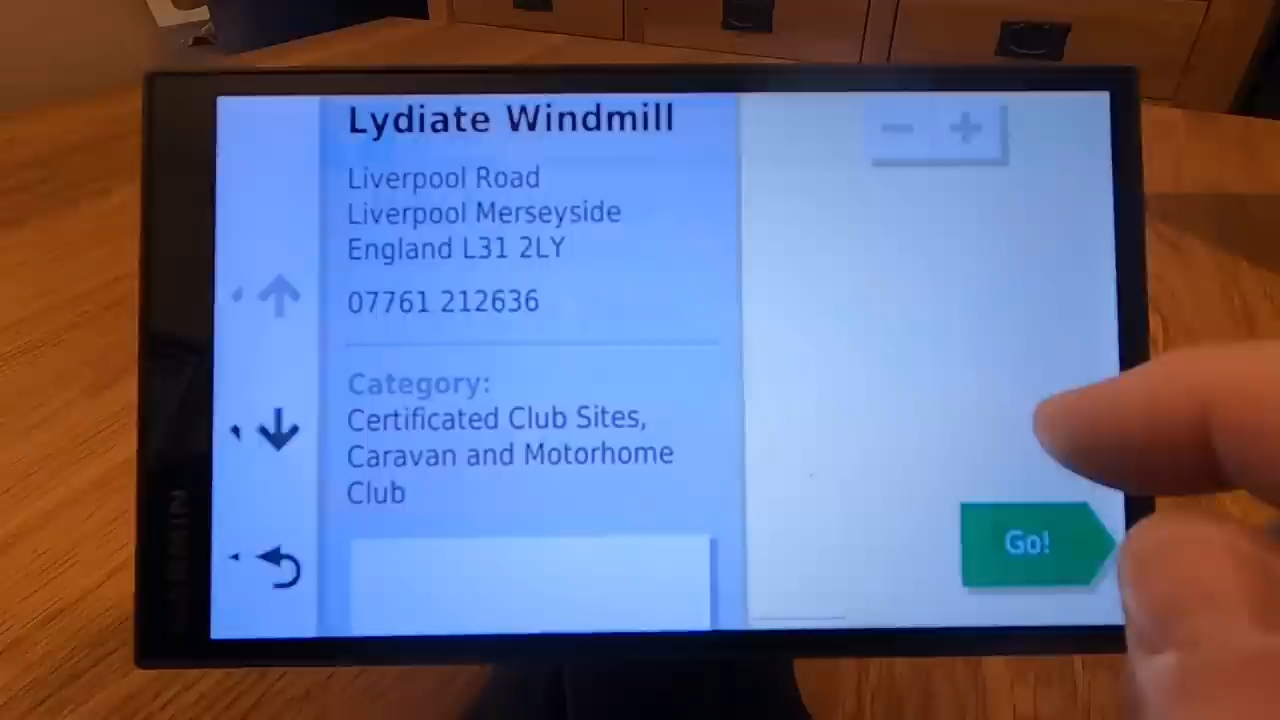 Lydiate Windmill
Liverpool Road
Liverpool Merseyside
England L31 2LY
07761 212636
Category:
Certificated Club Sites,
Caravan and Motorhome
Club
Go!
GARMIN